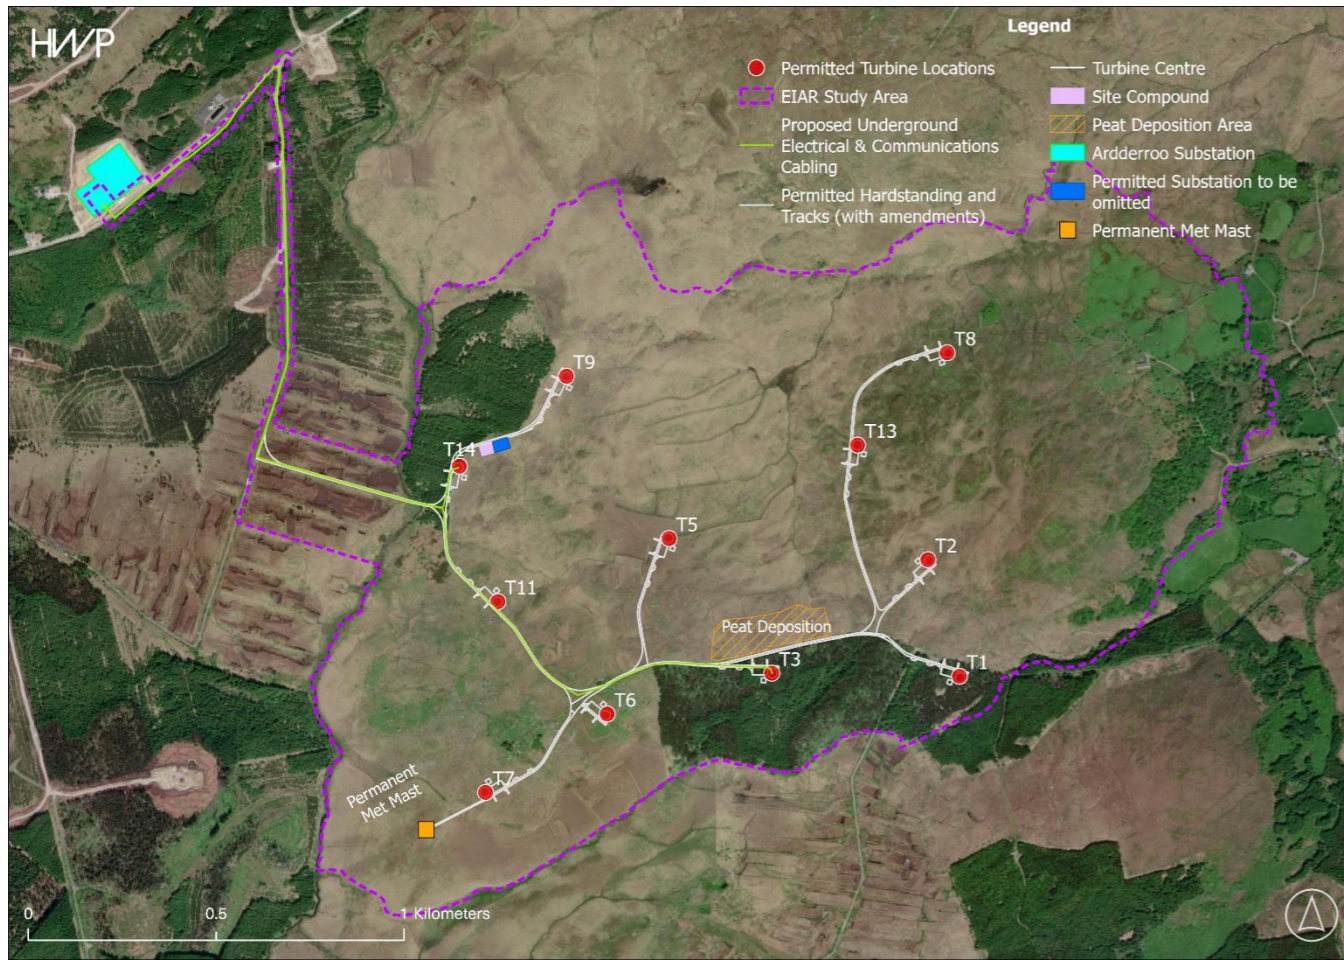 HWP
Legend
Permitted Turbine Locations
EIAR Study Area
Proposed Underground
Electrical & Communications
Cabling
Permitted Hardstanding and
Tracks (with amendments)
Turbine Centre
Site Compound
Peat Deposition Area
Ardderroo Substation
Permitted Substation to be
omitted
Permanent Met Mast
T8
T9
T13
T14
T5
T2
T11
Peat Deposition
T3
T1
T6
T7
Permanent
Met Mast
0
0.5
1 Kilometers